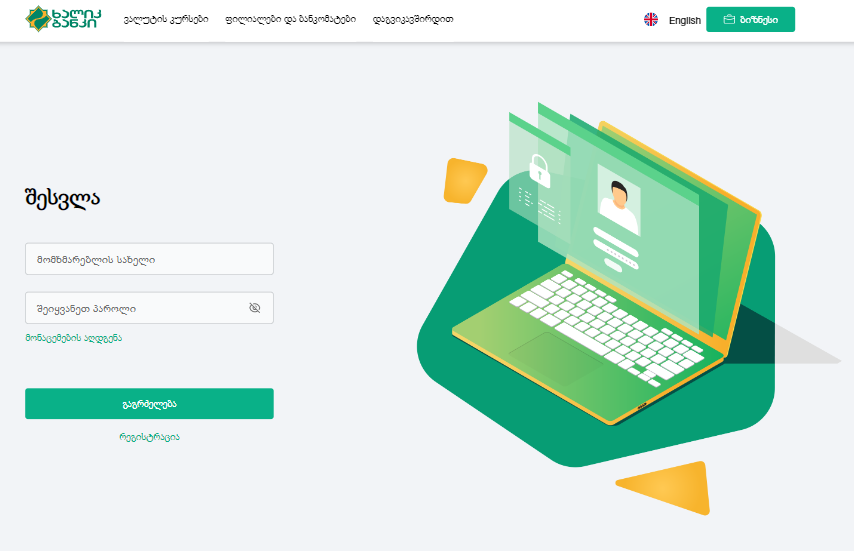 ხალიკ
ბანკი
ვალუტის კურსები
ფილიალები და ბანკომატები
დაგვიკავშირდით
English
ბიზნესი
შესვლა
მომხმარებლის სახელი
შეიყვანეთ პაროლი
მონაცემების აღდგენა
გაგრძელება
რეგისტრაცია